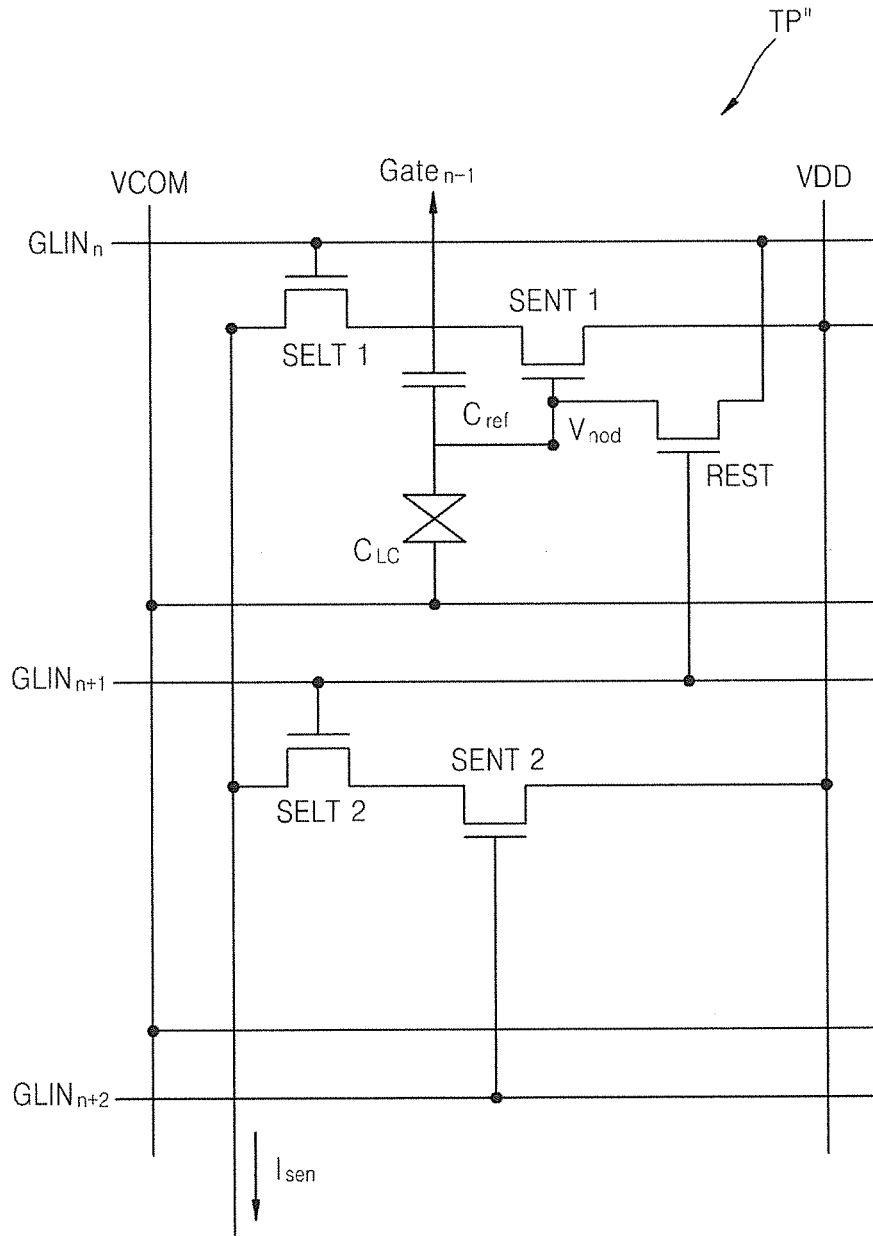 TP"
VCOM
Gate n-1
VDD
GLIN n
SENT 1
SELT 1
C ref
V nod
REST
C LC
GLIN n+1
SENT 2
SELT 2
GLIN n+2
I sen